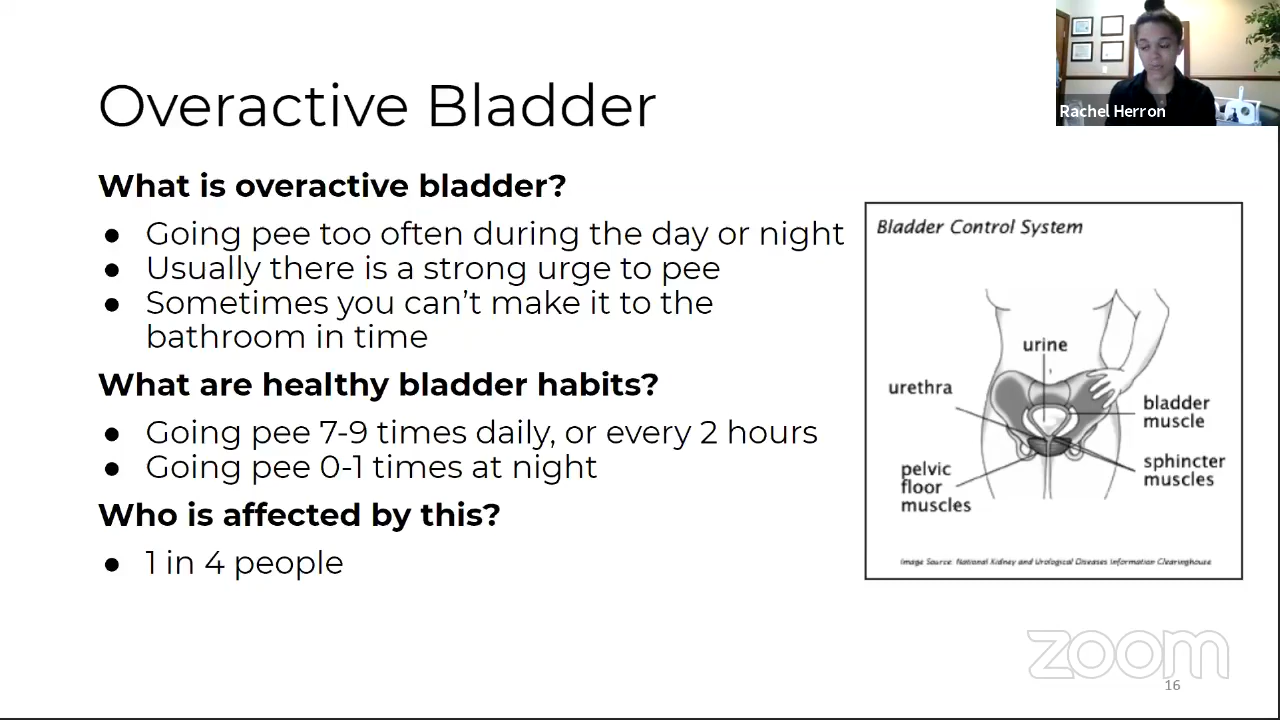 Rachel Herron
Overactive Bladder
What is overactive bladder?
● Going pee too often during the day or night
● Usually there is a strong urge to pee
● Sometimes you can’t make it to the
bathroom in time
What are healthy bladder habits?
● Going pee 7-9 times daily, or every 2 hours
● Going pee 0-1 times at night
Who is affected by this?
● 1 in 4 people
Bladder Control System
urine
urethra
bladder
muscle
sphincter
muscles
pelvic
floor
muscles
Image Source: National Kidney and Urological Diseases Information Clearinghouse
zoom
16